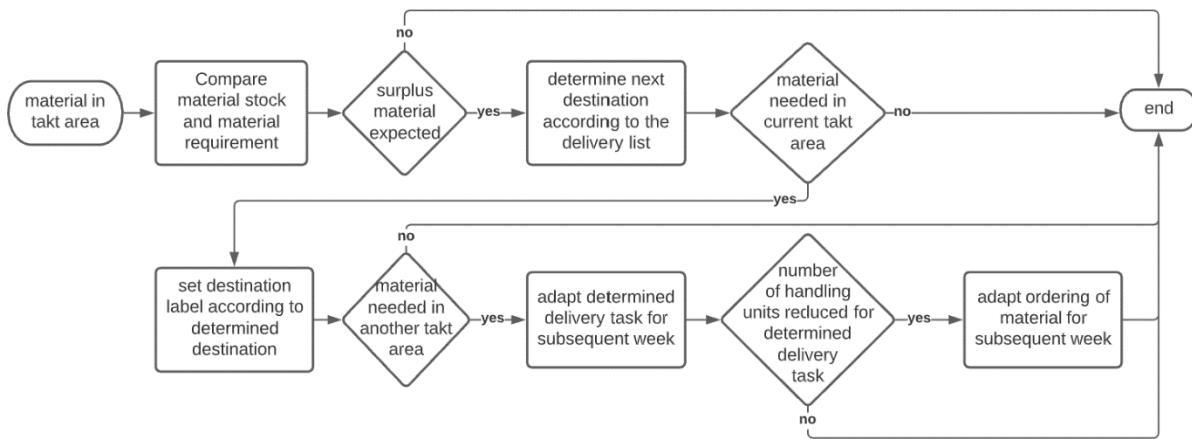 no
material in
takt area
Compare
material stock
and material
requirement
surplus
material
expected
yes
determine next
destination
according to the
delivery list
material
needed in
current takt
area
no
end
yes
no
set destination
label according to
determined
destination
material
needed in
another takt
area
yes
adapt determined
delivery task for
subsequent week
number
of handling
units reduced for
determined
delivery
task
yes
adapt ordering of
material for
subsequent week
no